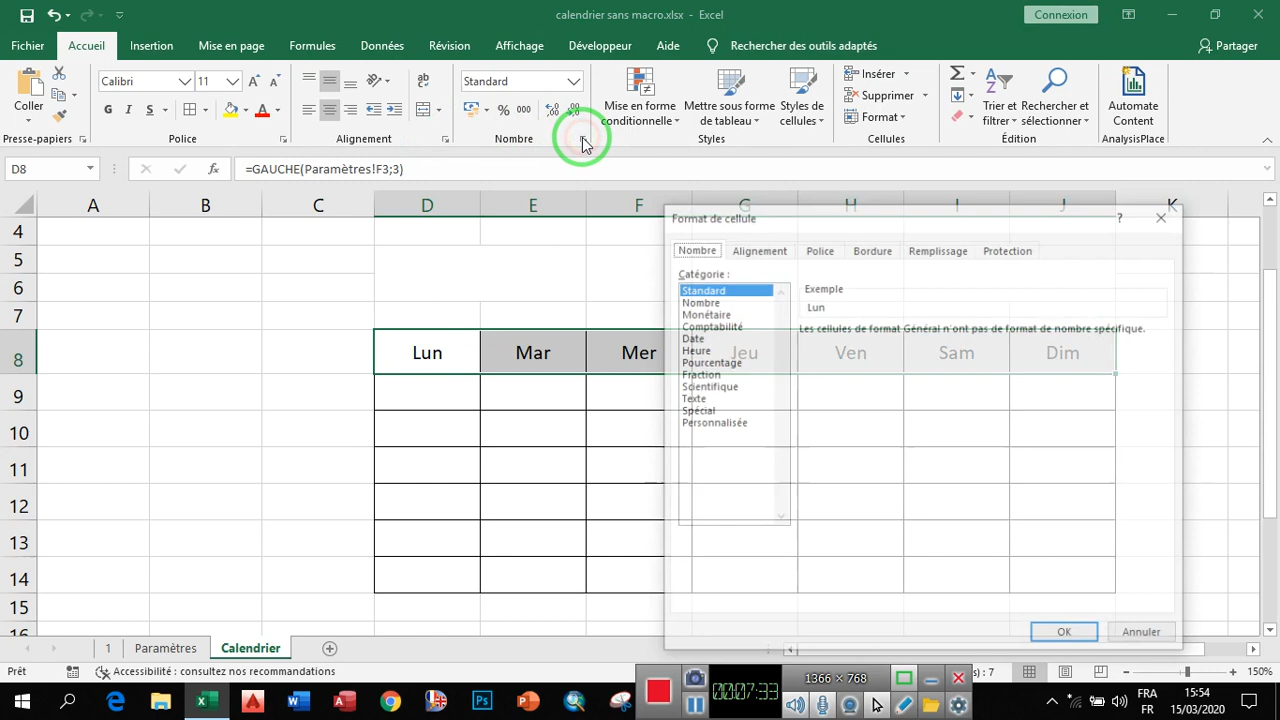 calendrier sans macro.xlsx - Excel
Connexion
Fichier Accueil Insertion Mise en page Formules Données Révision Affichage Développeur Aide Rechercher des outils adaptés Partager
Coller
Calibri 11
G I S
Standard
% 000
Mise en forme conditionnelle
Mettre sous forme de tableau
Styles de cellules
Insérer
Supprimer
Format
Trier et filtrer
Rechercher et sélectionner
Automate
Presse-papiers Police Alignement Nombre Styles Cellules Édition AnalysisPlace
D8 fx =GAUCHE(Paramètres!F3;3)
A B C D E F G H I J K
4
5
6
7
8 Lun Mar Mer Jeu Ven Sam Dim
9
10
11
12
13
14
15
16
Format de cellule ?
Nombre Alignement Police Bordure Remplissage Protection
Catégorie :
Standard
Nombre
Monétaire
Comptabilité
Date
Heure
Pourcentage
Fraction
Scientifique
Texte
Spécial
Personnalisée
Exemple
Lun
Les cellules de format Général n'ont pas de format de nombre spécifique.
OK Annuler
1 Paramètres Calendrier
Prêt Accessibilité : consultez nos recommandations
s) : 7
150%
00:07:33
1366 × 768
FRA
FR
15:54
15/03/2020